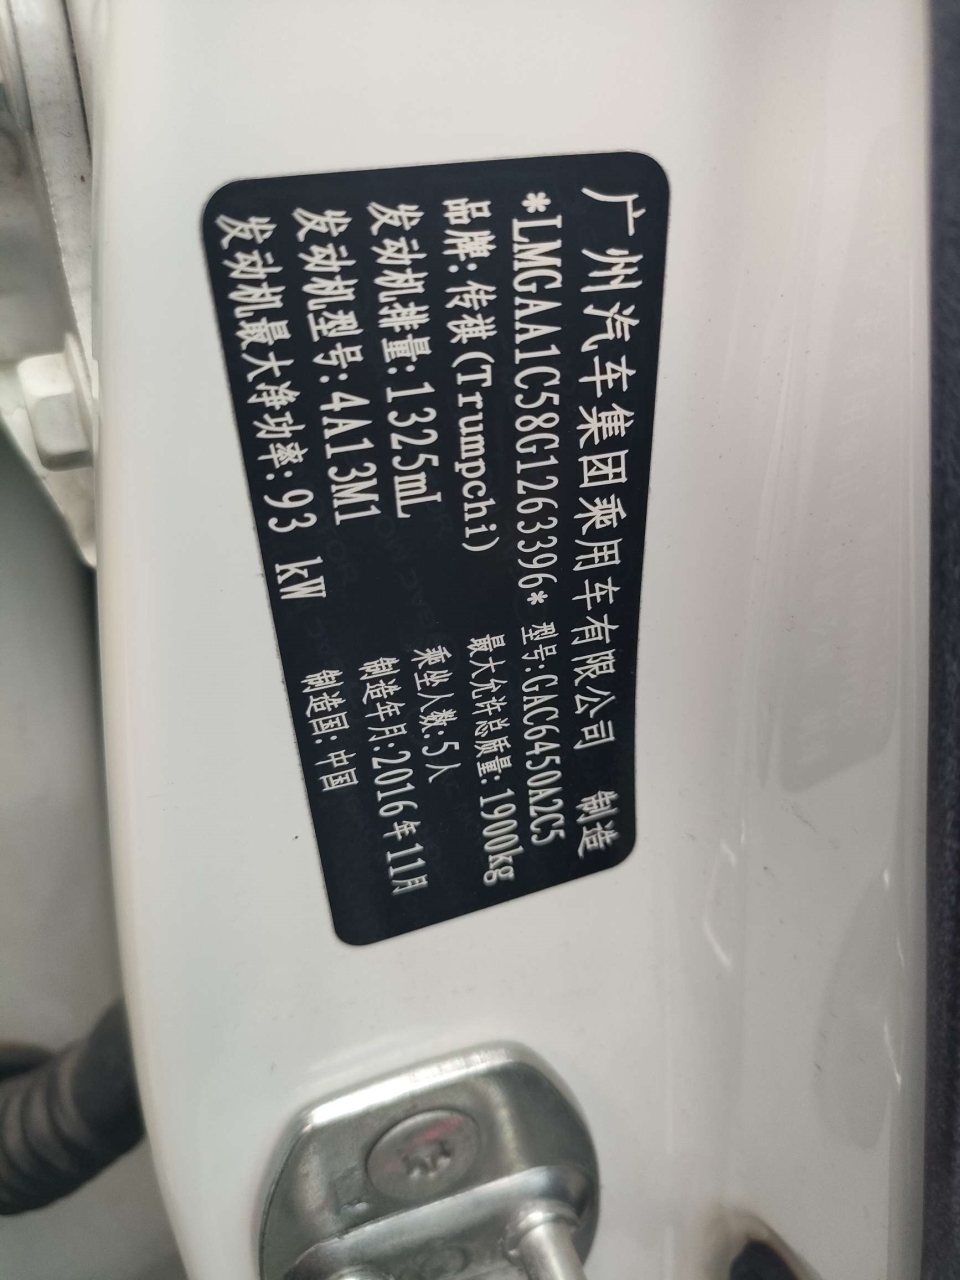 广州汽车集团乘用车有限公司 制造
*LMGAA1C58G1263396* 型号:GAC6450A2C5
品牌:传祺(Trumpchi) 最大允许总质量:1900kg
发动机排量:1325mL 乘坐人数:5人
发动机型号:4A13M1 制造年月:2016年11月
发动机最大净功率:93 kW 制造国:中国